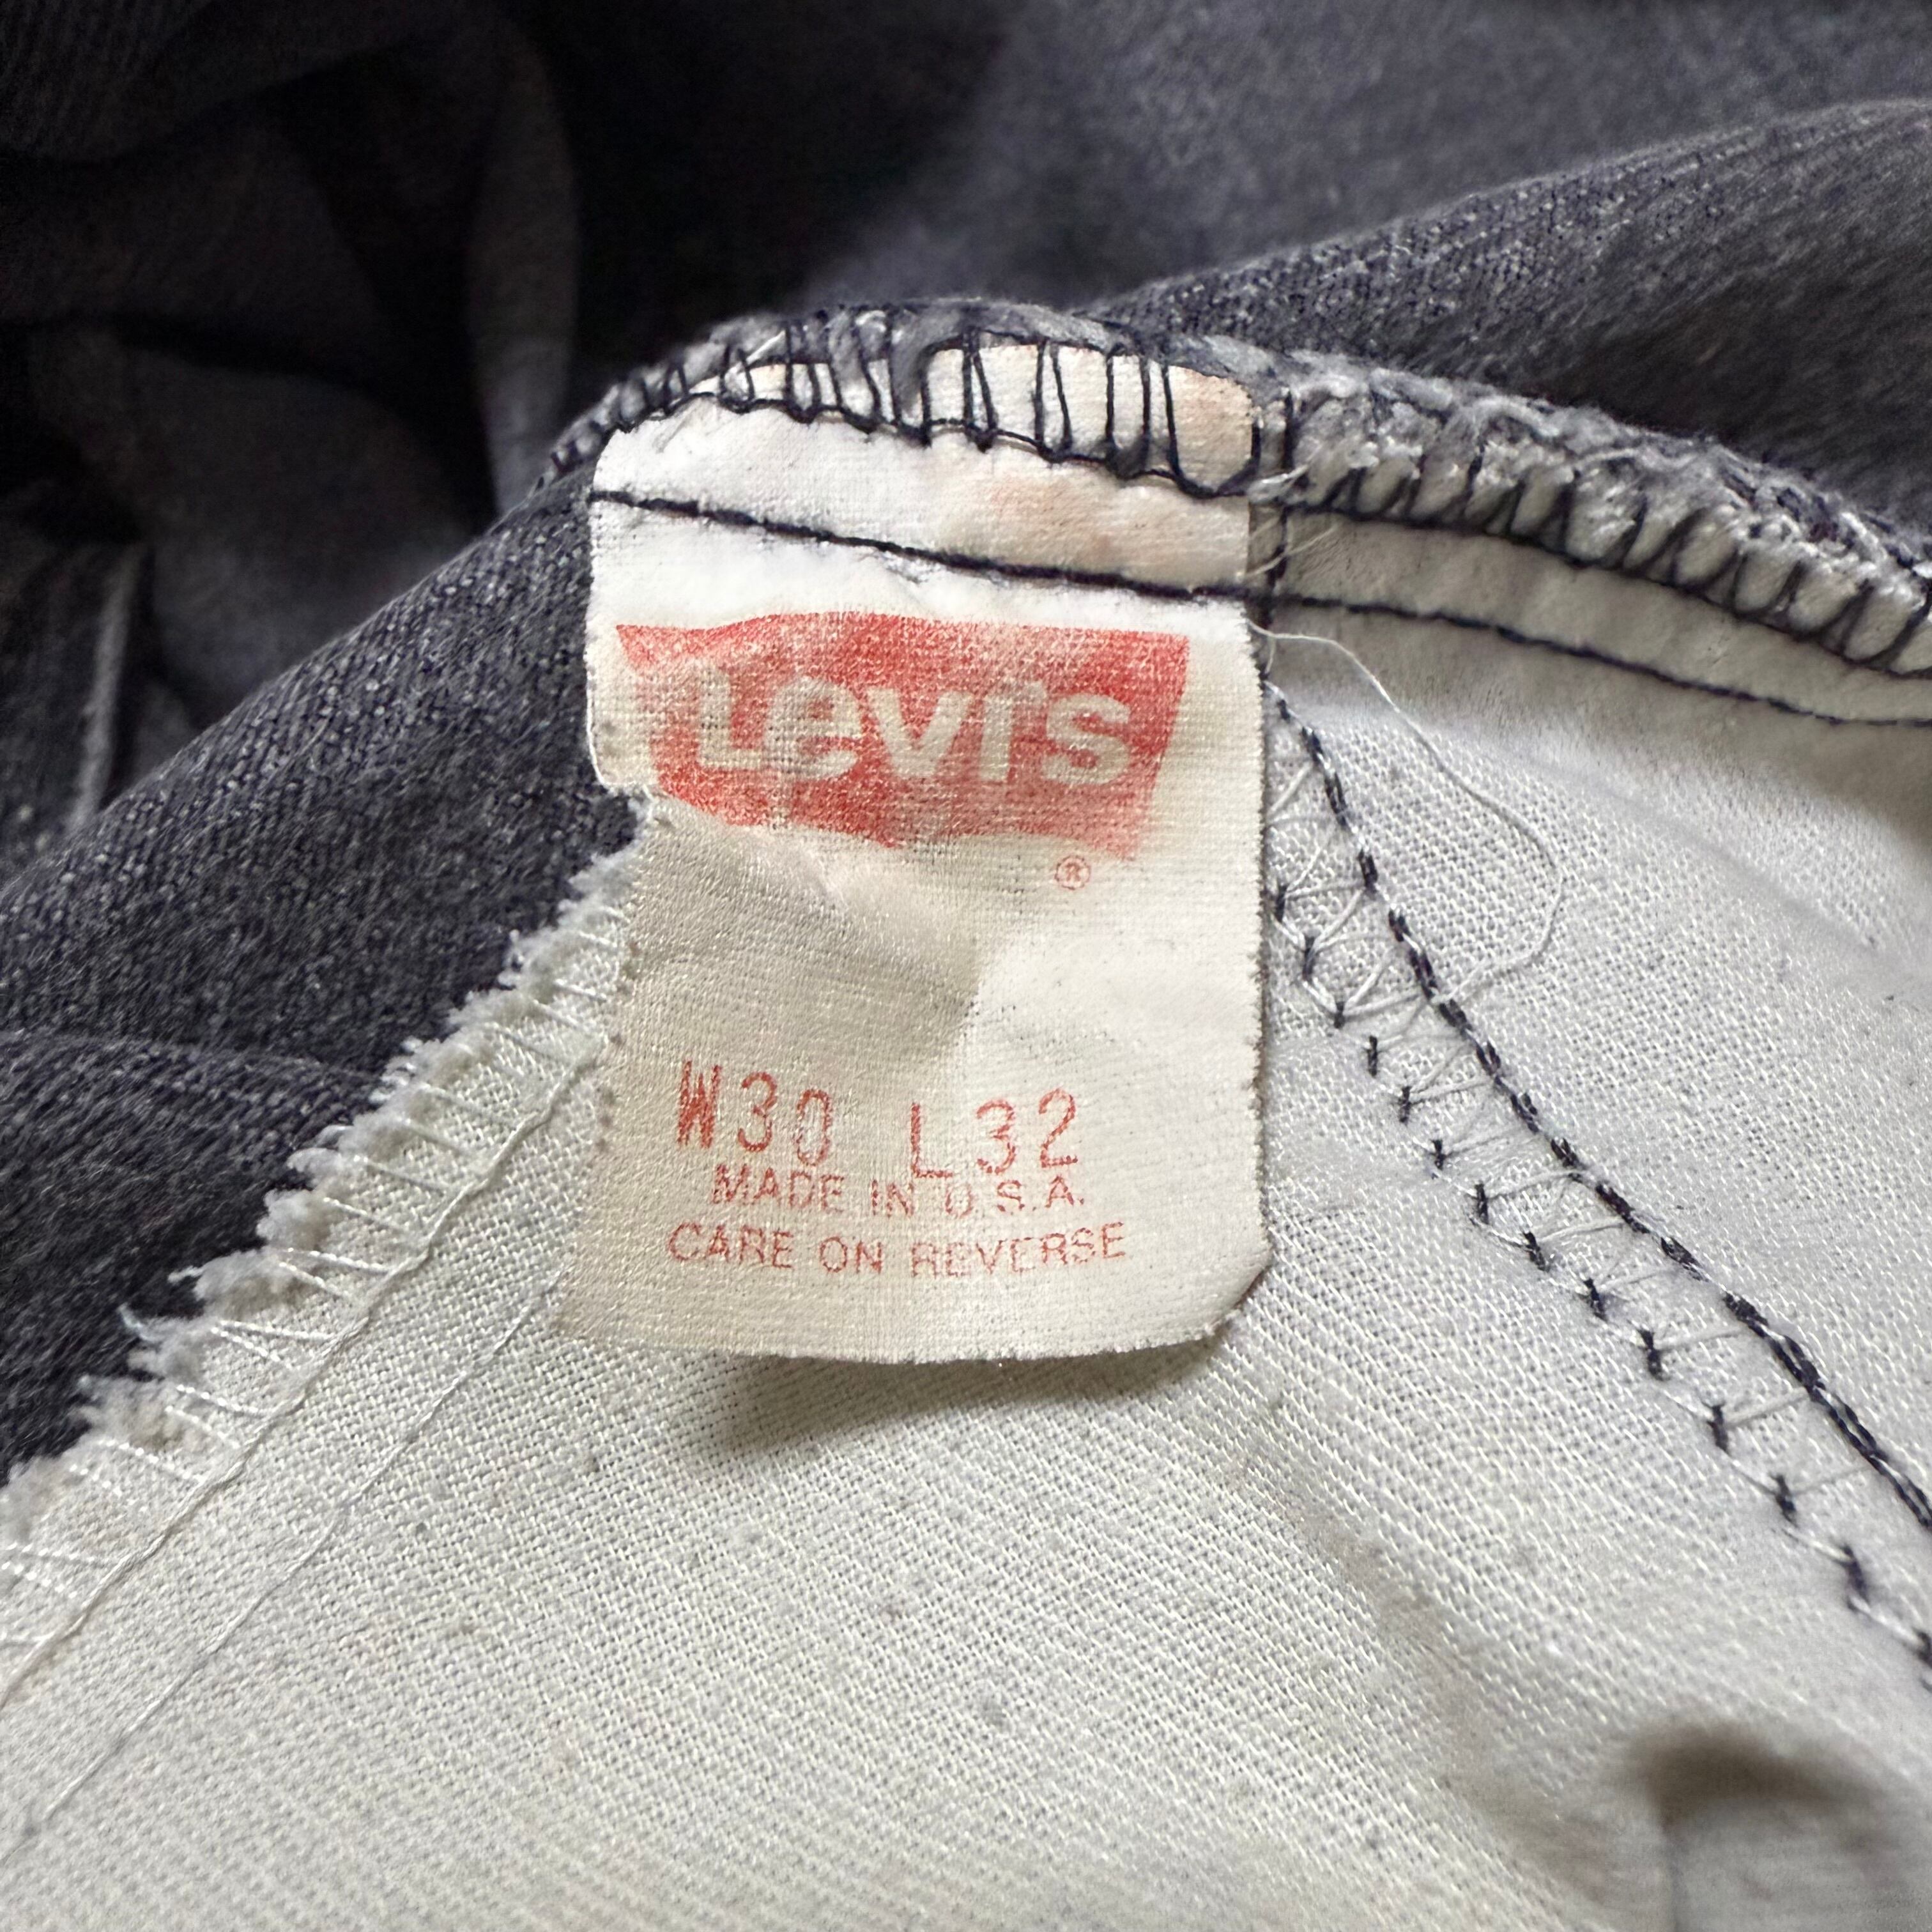 Levi's
®
W30 L32
MADE IN U.S.A.
CARE ON REVERSE